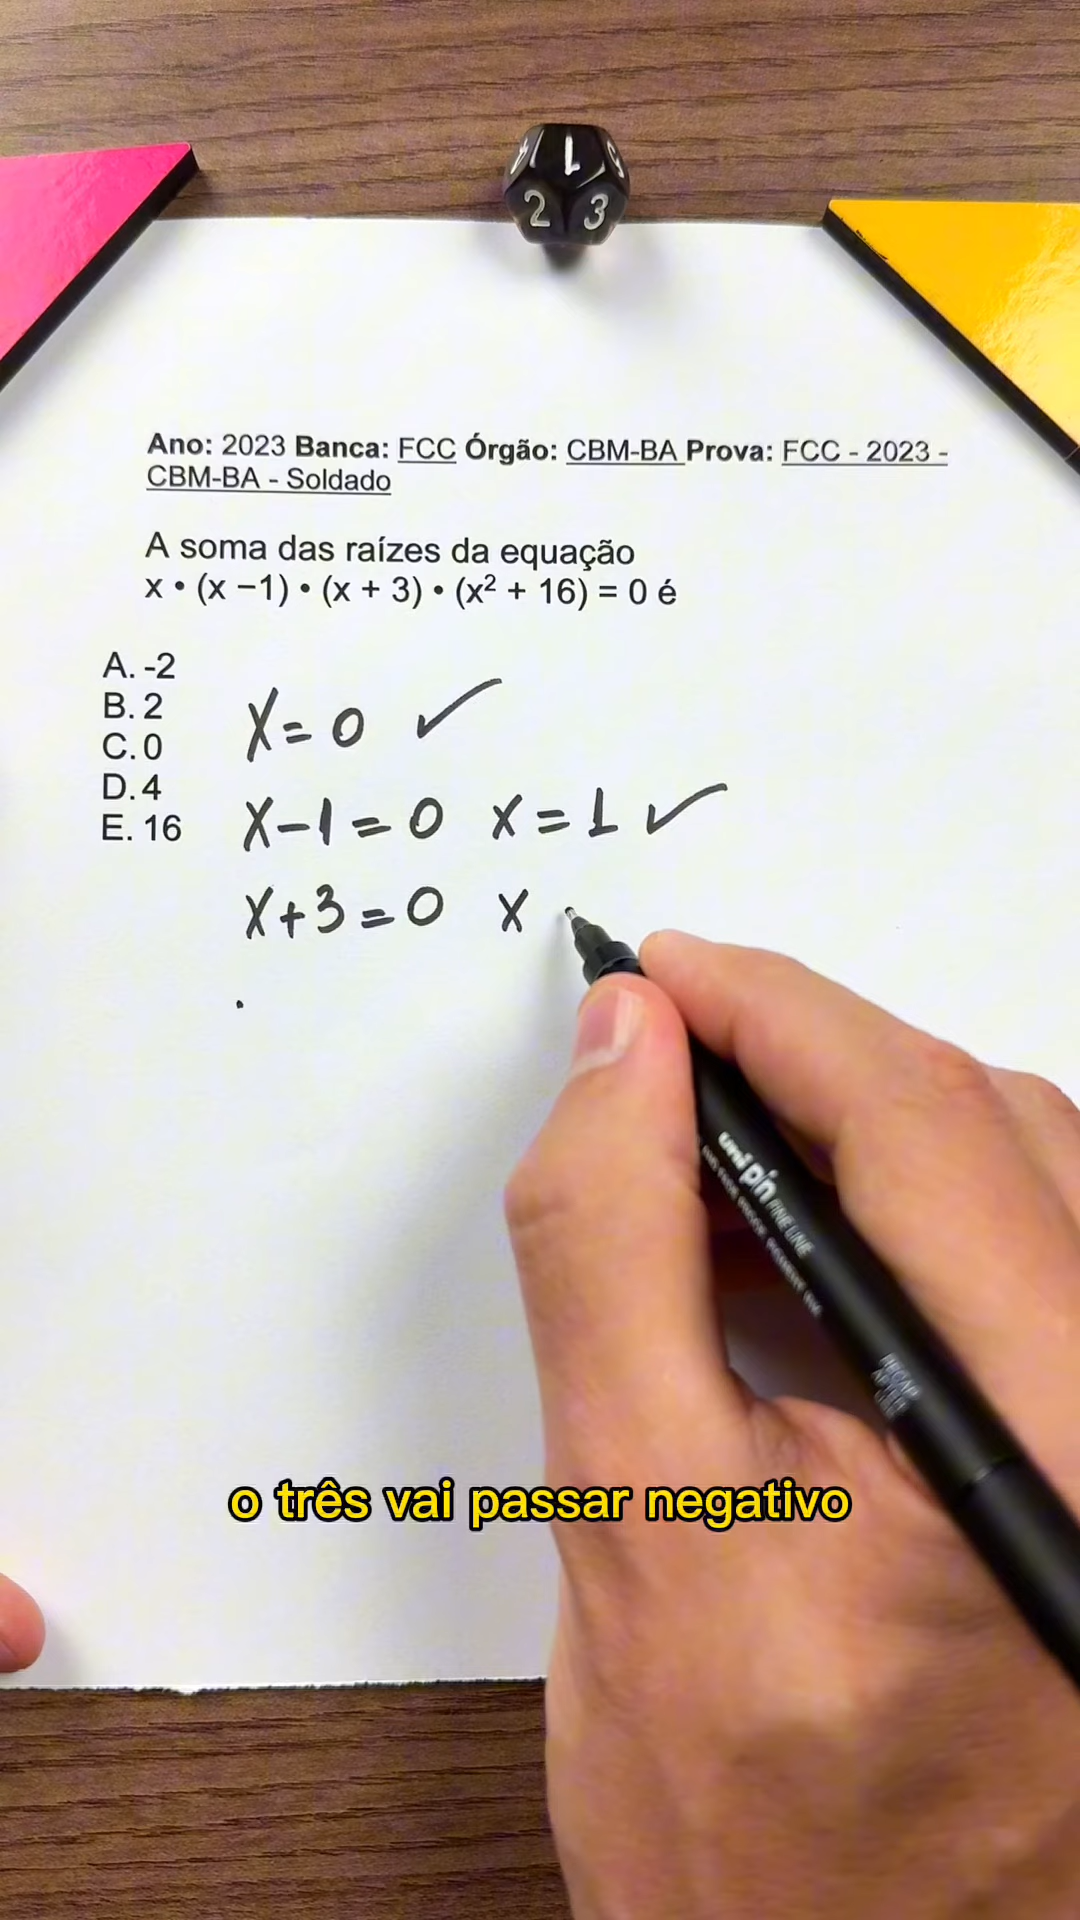 1
2 3
Ano: 2023 Banca: FCC Órgão: CBM-BA Prova: FCC - 2023 -
CBM-BA - Soldado
A soma das raízes da equação
x • (x −1) • (x + 3) • (x² + 16) = 0 é
A. -2
B. 2
C. 0
D. 4
E. 16
X = 0 ✓
X - 1 = 0 x = 1 ✓
X + 3 = 0 X
uni pin FINE LINE
o três vai passar negativo